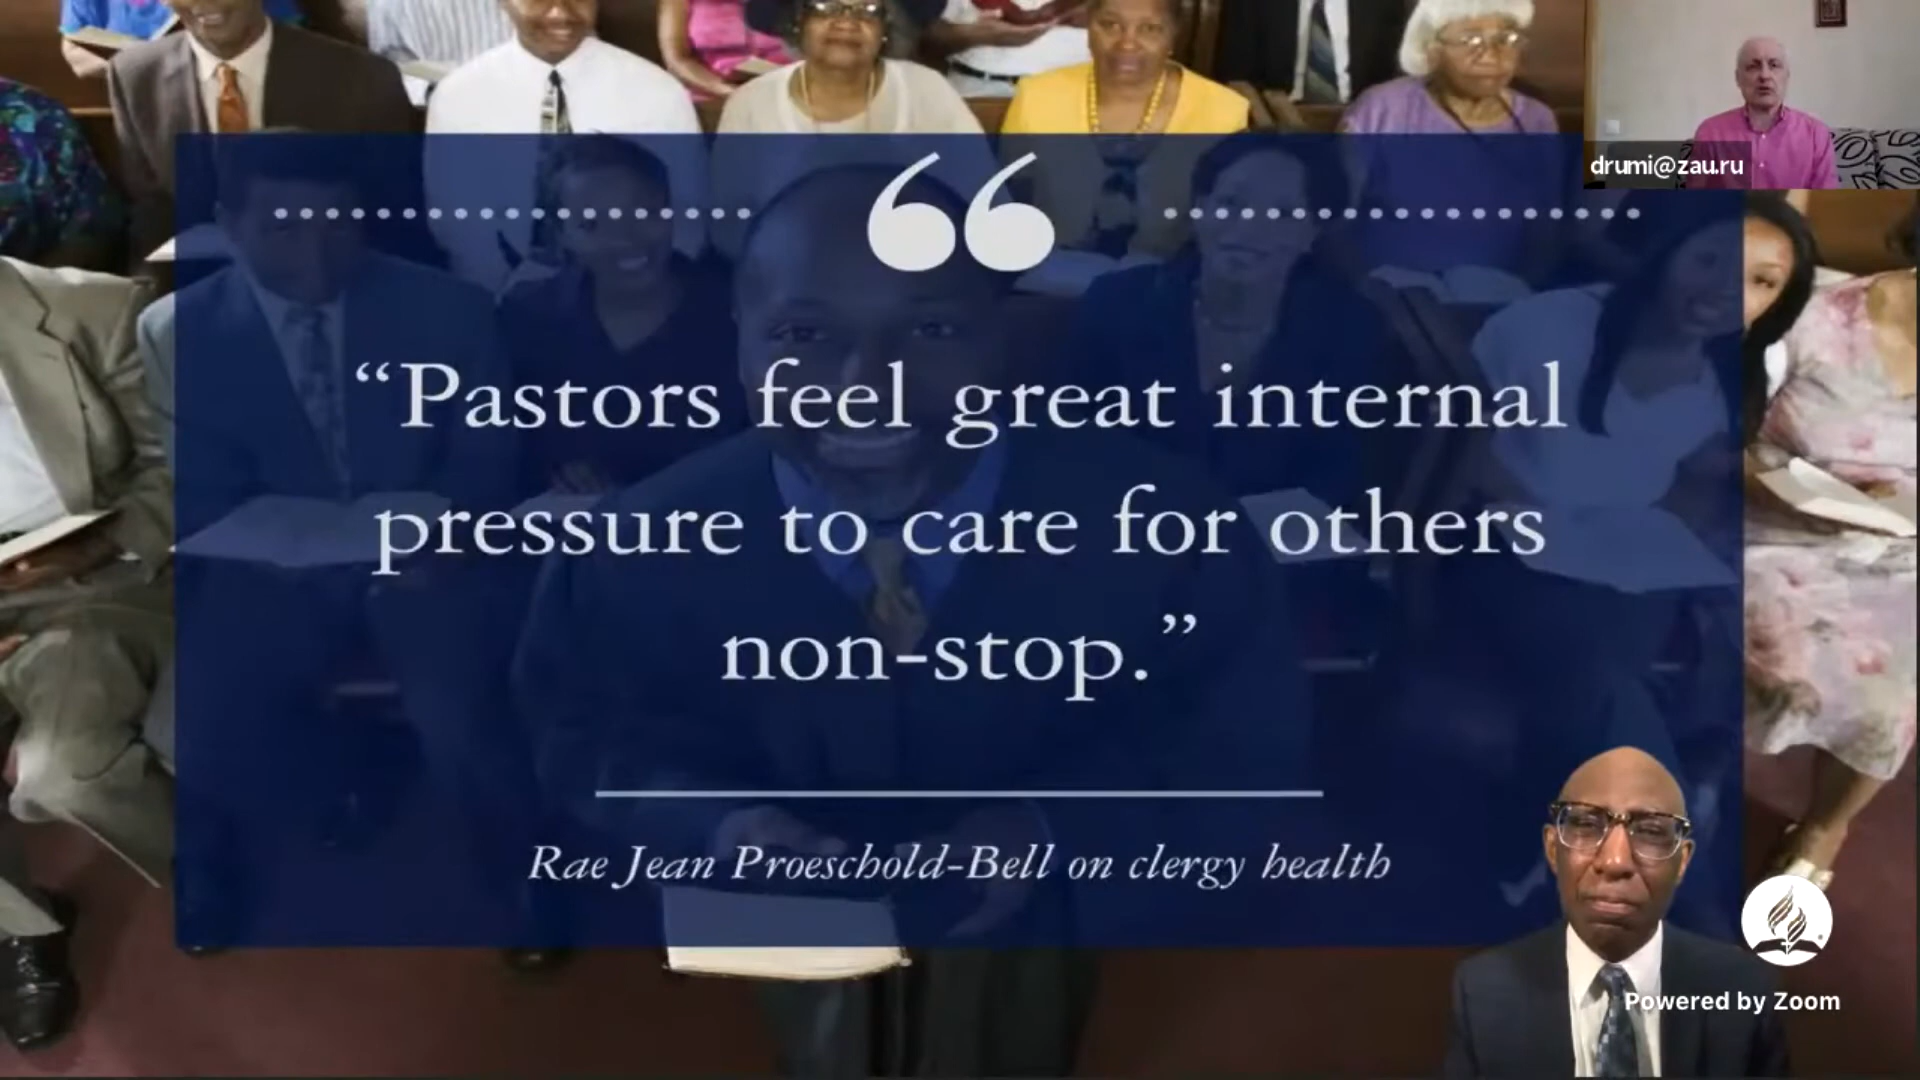 drumi@zau.ru
“
“Pastors feel great internal
pressure to care for others
non-stop.”
Rae Jean Proeschold-Bell on clergy health
Powered by Zoom